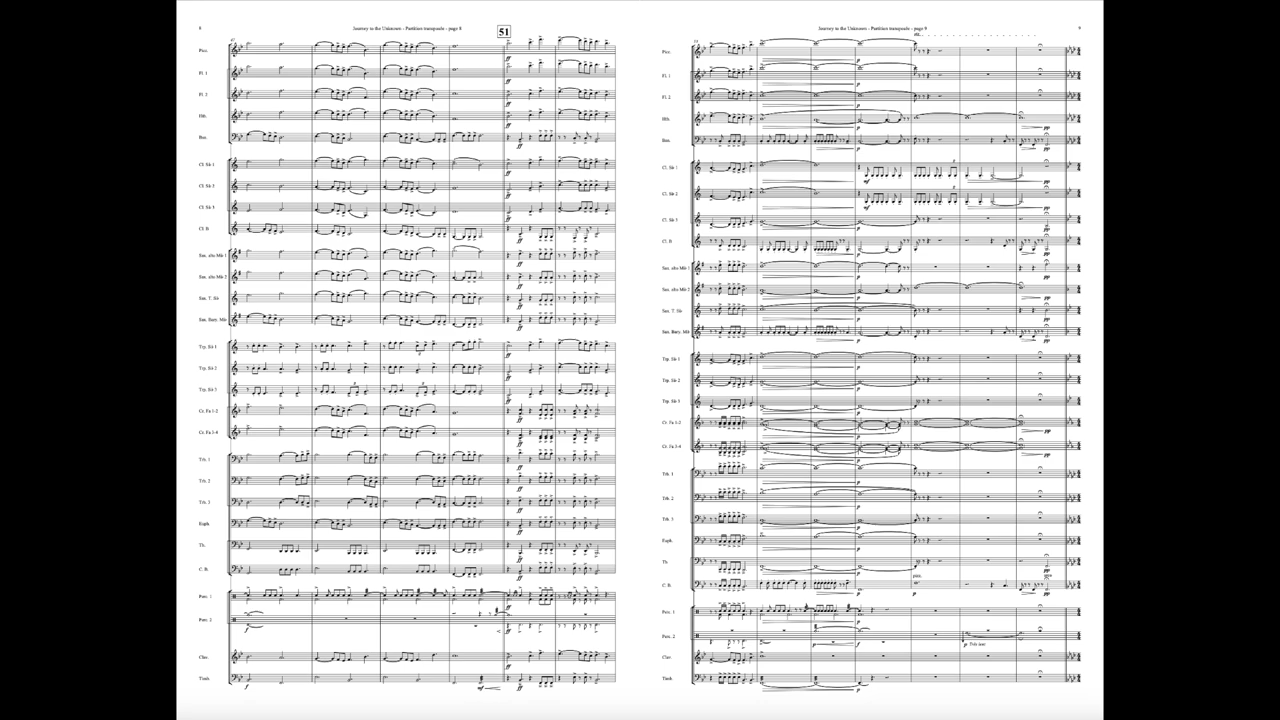 8
Journey to the Unknown - Partition transposée - page 8
51
Picc.
Fl. 1
Fl. 2
Htb.
Bsn.
Cl. Sib 1
Cl. Sib 2
Cl. Sib 3
Cl. B
Sax. alto Mib 1
Sax. alto Mib 2
Sax. T. Sib
Sax. Bary. Mib
Trp. Sib 1
Trp. Sib 2
Trp. Sib 3
Cr. Fa 1-2
Cr. Fa 3-4
Trb. 1
Trb. 2
Trb. 3
Euph.
Tb.
C. B.
Perc. 1
Perc. 2
Clav.
Timb.
Journey to the Unknown - Partition transposée - page 9
9
Picc.
Fl. 1
Fl. 2
Htb.
Bsn.
Cl. Sib 1
Cl. Sib 2
Cl. Sib 3
Cl. B
Sax. alto Mib 1
Sax. alto Mib 2
Sax. T. Sib
Sax. Bary. Mib
Trp. Sib 1
Trp. Sib 2
Trp. Sib 3
Cr. Fa 1-2
Cr. Fa 3-4
Trb. 1
Trb. 2
Trb. 3
Euph.
Tb.
C. B.
pizz.
Perc. 1
Perc. 2
Clav.
Timb.